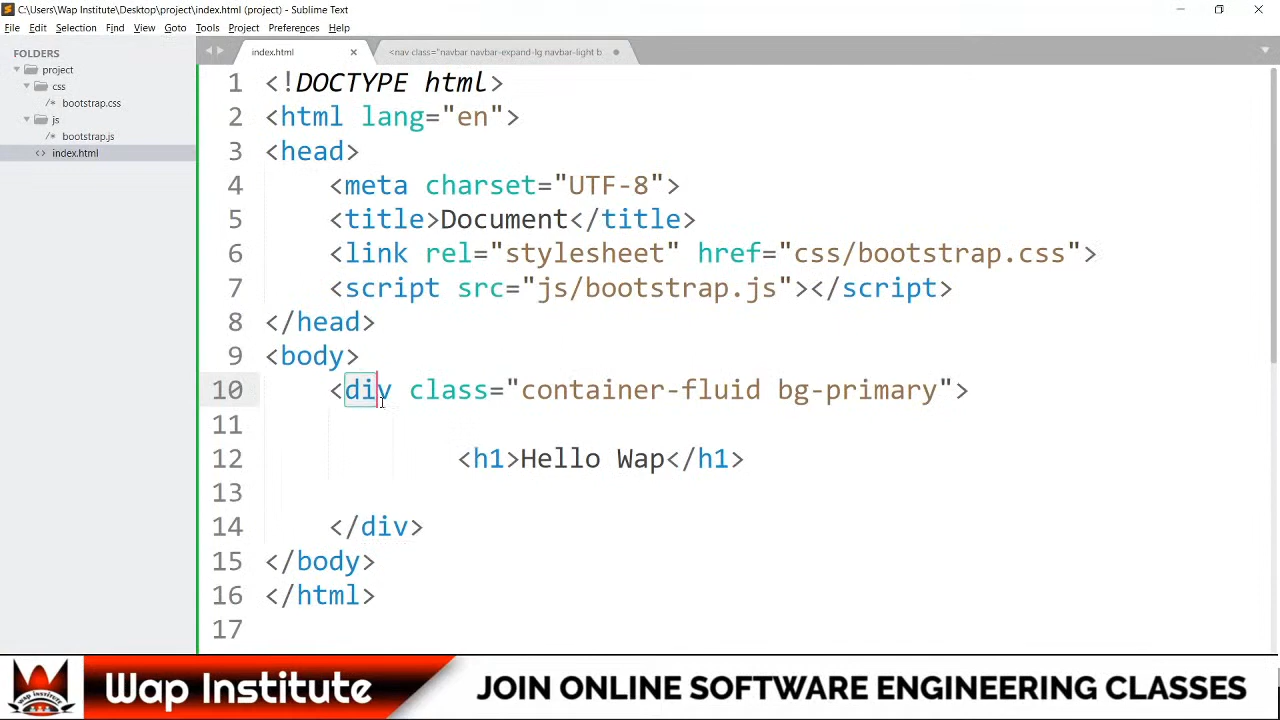 C:\Users\Wap Institute\Desktop\project\index.html (project) - Sublime Text
File Edit Selection Find View Goto Tools Project Preferences Help
FOLDERS
project
css
/* bootstrap.css
js
/* bootstrap.js
<> index.html
index.html
<nav class="navbar navbar-expand-lg navbar-light b
1 <!DOCTYPE html>
2 <html lang="en">
3 <head>
4 <meta charset="UTF-8">
5 <title>Document</title>
6 <link rel="stylesheet" href="css/bootstrap.css">
7 <script src="js/bootstrap.js"></script>
8 </head>
9 <body>
10 <div class="container-fluid bg-primary">
11
12 <h1>Hello Wap</h1>
13
14 </div>
15 </body>
16 </html>
17
wap institute
Wap Institute
JOIN ONLINE SOFTWARE ENGINEERING CLASSES